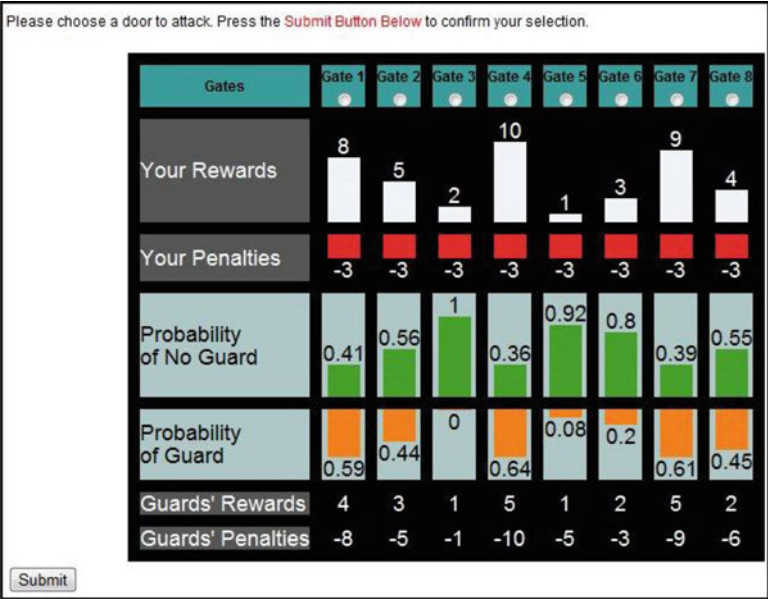 Please choose a door to attack. Press the Submit Button Below to confirm your selection.
Gates Gate 1 Gate 2 Gate 3 Gate 4 Gate 5 Gate 6 Gate 7 Gate 8
Your Rewards 8 5 2 10 1 3 9 4
Your Penalties -3 -3 -3 -3 -3 -3 -3 -3
Probability
of No Guard 0.41 0.56 1 0.36 0.92 0.8 0.39 0.55
Probability
of Guard 0.59 0.44 0 0.64 0.08 0.2 0.61 0.45
Guards' Rewards 4 3 1 5 1 2 5 2
Guards' Penalties -8 -5 -1 -10 -5 -3 -9 -6
Submit